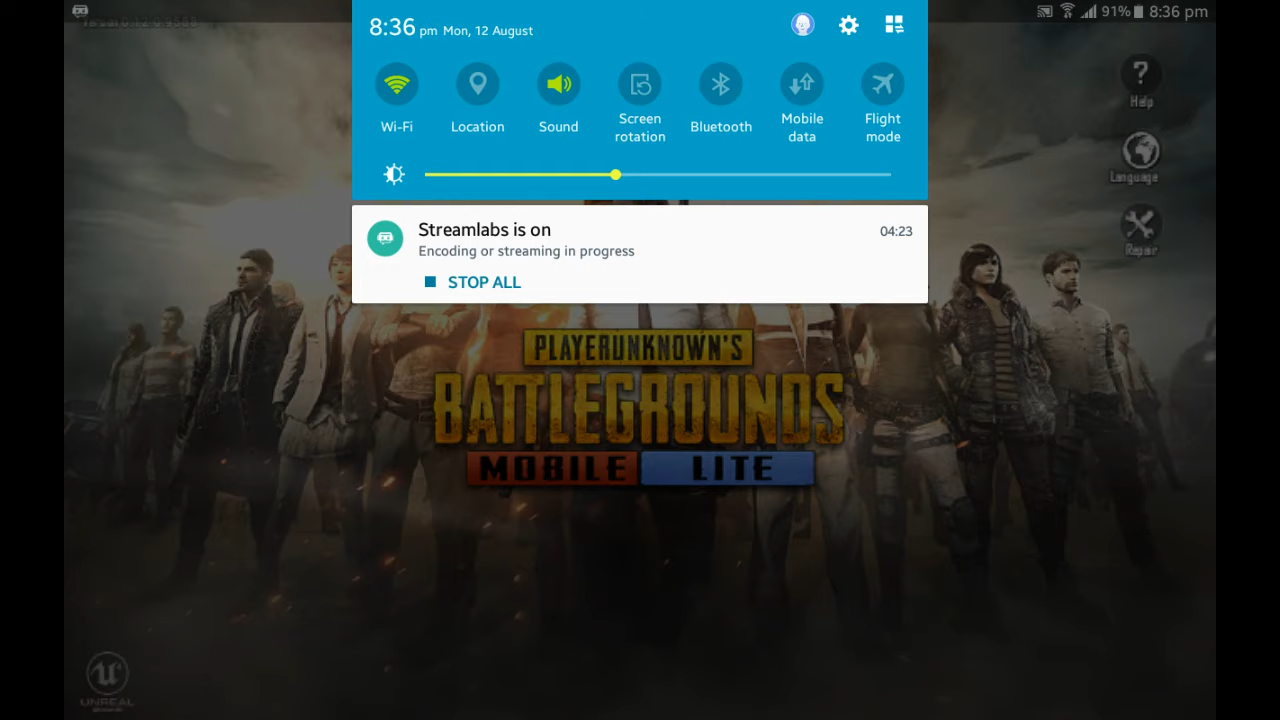 91% 8:36 pm
8:36 pm Mon, 12 August
Wi-Fi
Location
Sound
Screen
rotation
Bluetooth
Mobile
data
Flight
mode
Help
Language
Repair
Streamlabs is on
04:23
Encoding or streaming in progress
STOP ALL
PLAYERUNKNOWN'S
BATTLEGROUNDS
MOBILE LITE
UNREAL